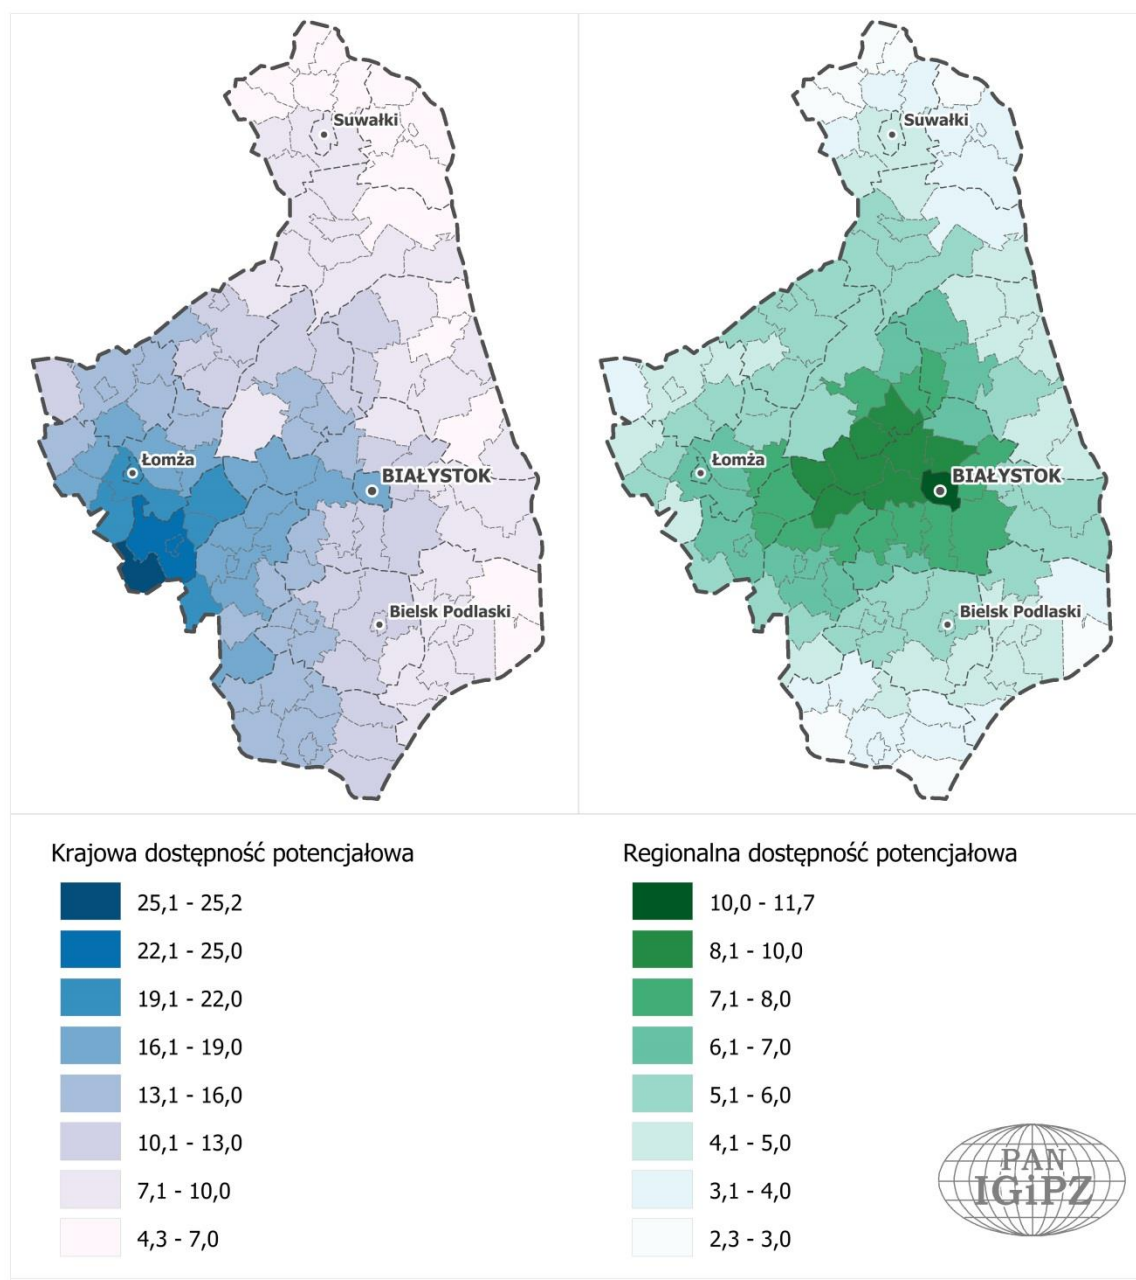 Suwałki
Łomża
BIAŁYSTOK
Bielsk Podlaski
Suwałki
Łomża
BIAŁYSTOK
Bielsk Podlaski
Krajowa dostępność potencjałowa
25,1 - 25,2
22,1 - 25,0
19,1 - 22,0
16,1 - 19,0
13,1 - 16,0
10,1 - 13,0
7,1 - 10,0
4,3 - 7,0
Regionalna dostępność potencjałowa
10,0 - 11,7
8,1 - 10,0
7,1 - 8,0
6,1 - 7,0
5,1 - 6,0
4,1 - 5,0
3,1 - 4,0
2,3 - 3,0
PAN
IGiPZ